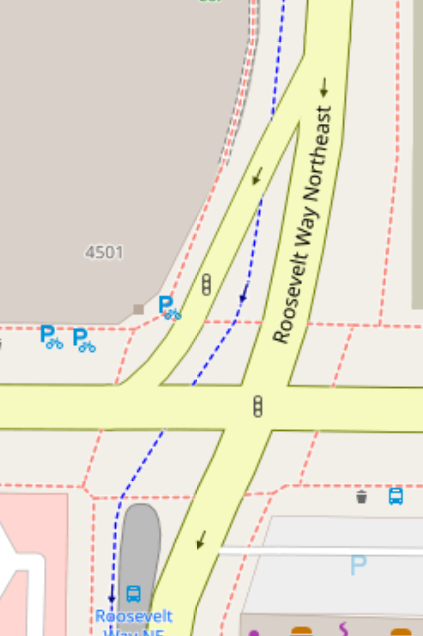 Roosevelt Way Northeast
4501
P
P
P
P
Roosevelt
Way NE